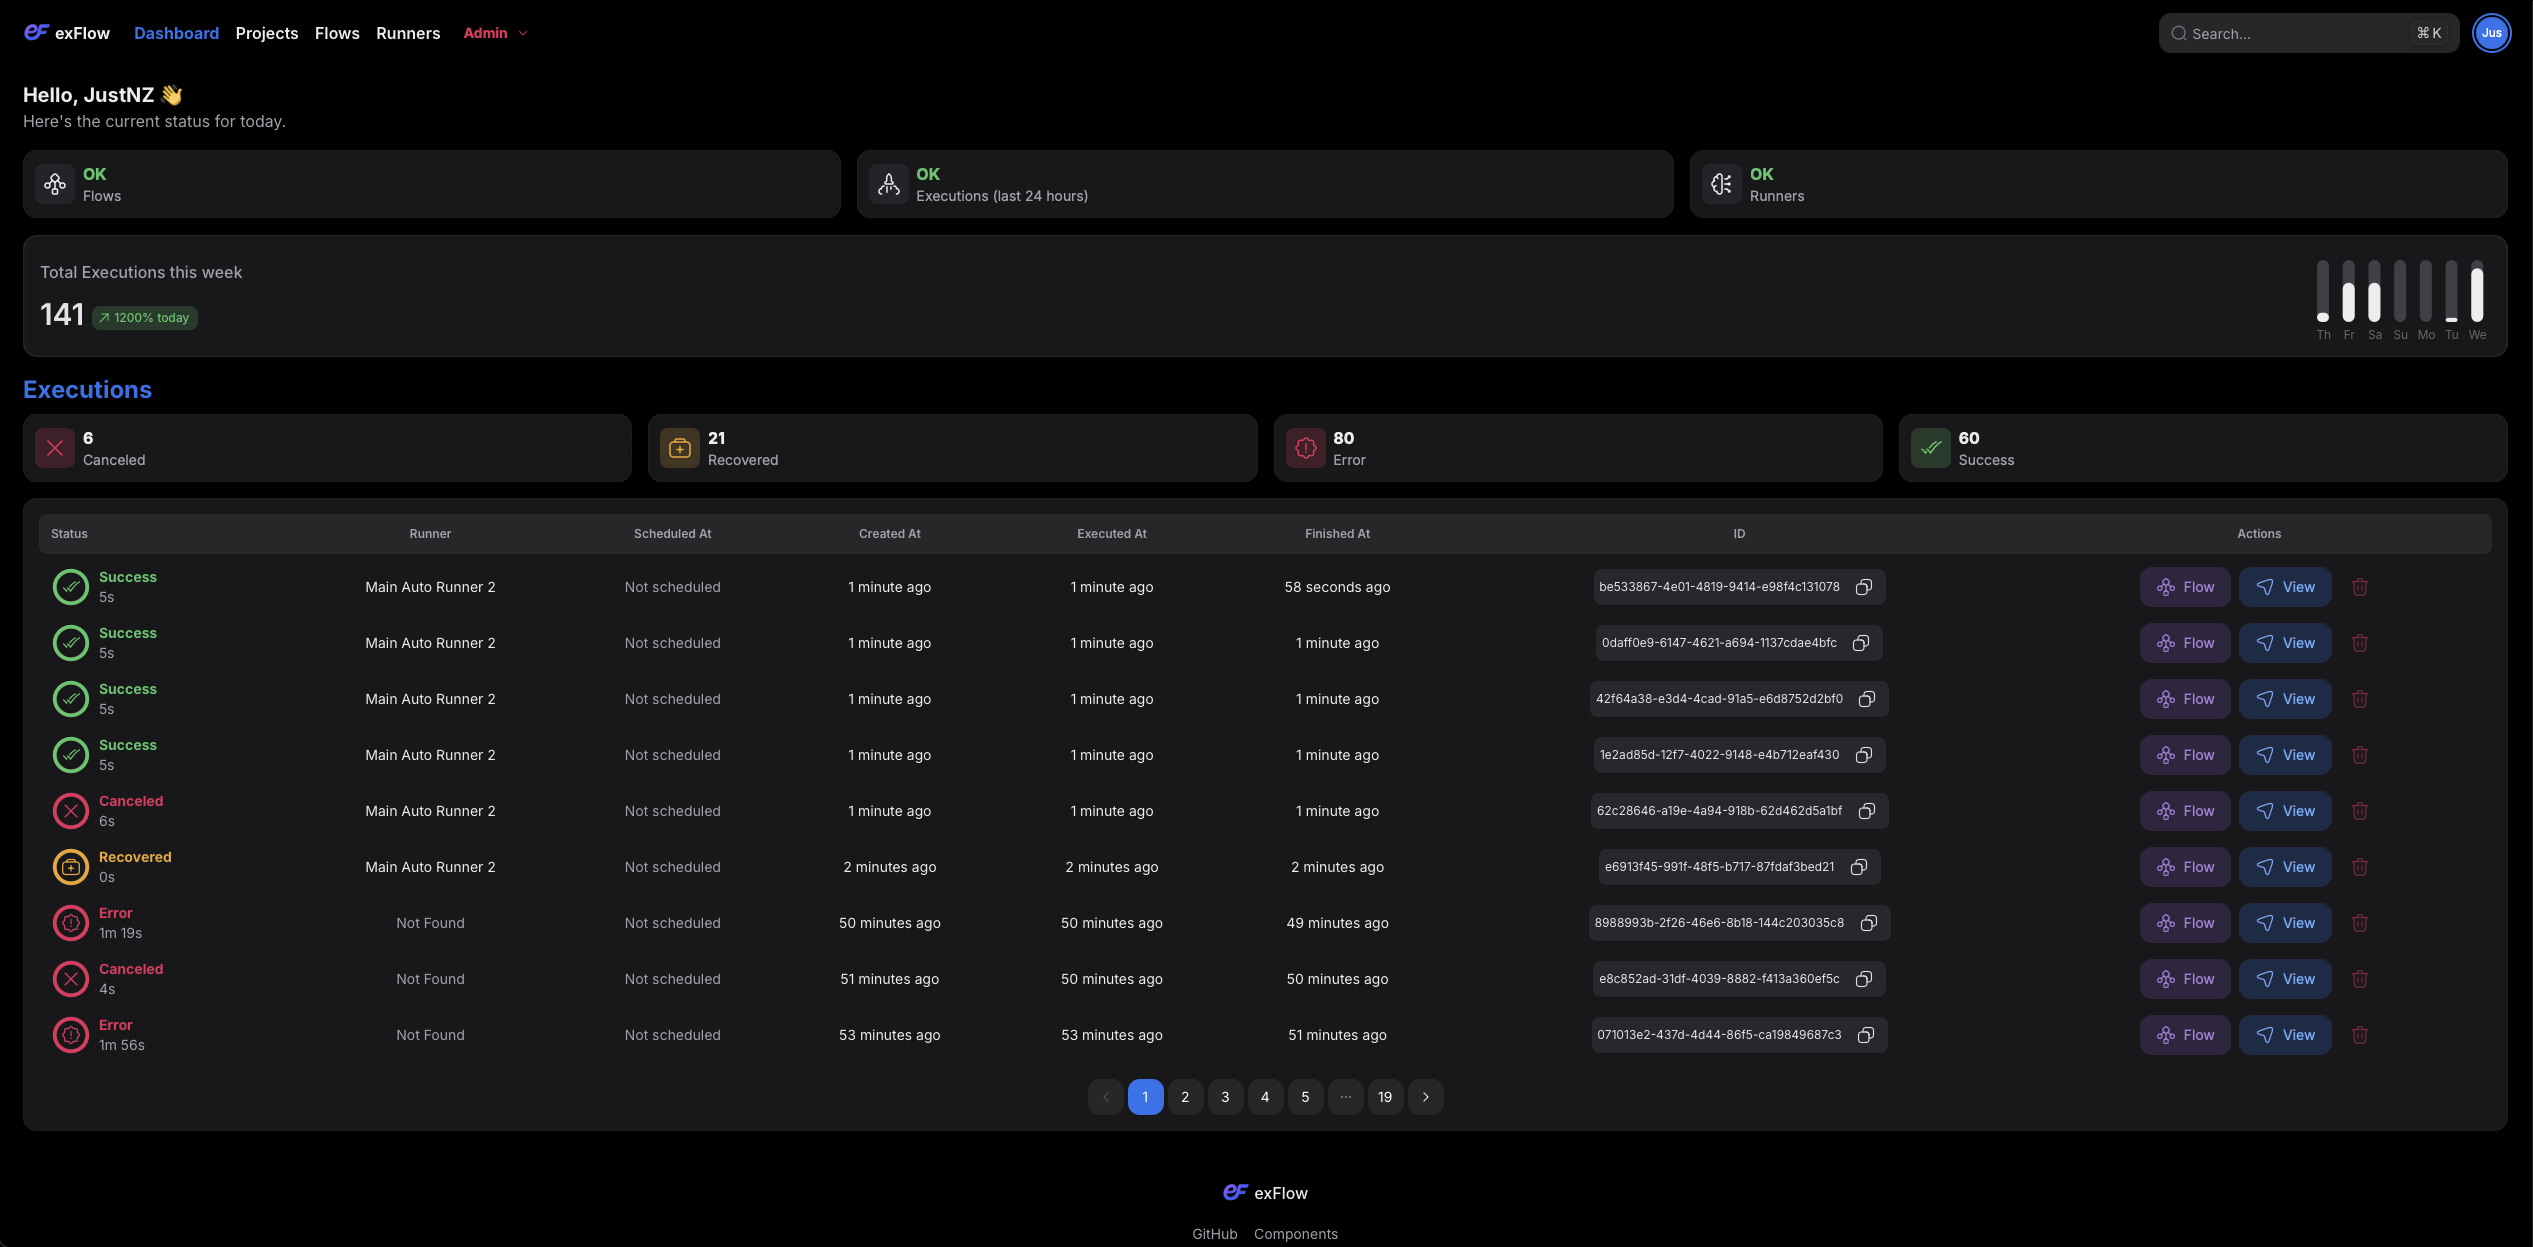 exFlow Dashboard Projects Flows Runners Admin Search... ⌘ K Jus
Hello, JustNZ 👋
Here's the current status for today.
OK
Flows
OK
Executions (last 24 hours)
OK
Runners
Total Executions this week
141 1200% today
Th Fr Sa Su Mo Tu We
Executions
6
Canceled
21
Recovered
80
Error
60
Success
Status Runner Scheduled At Created At Executed At Finished At ID Actions
Success
5s
Main Auto Runner 2 Not scheduled 1 minute ago 1 minute ago 58 seconds ago be533867-4e01-4819-9414-e98f4c131078 Flow View
Success
5s
Main Auto Runner 2 Not scheduled 1 minute ago 1 minute ago 1 minute ago 0daff0e9-6147-4621-a694-1137cdae4bfc Flow View
Success
5s
Main Auto Runner 2 Not scheduled 1 minute ago 1 minute ago 1 minute ago 42f64a38-e3d4-4cad-91a5-e6d8752d2bf0 Flow View
Success
5s
Main Auto Runner 2 Not scheduled 1 minute ago 1 minute ago 1 minute ago 1e2ad85d-12f7-4022-9148-e4b712eaf430 Flow View
Canceled
6s
Main Auto Runner 2 Not scheduled 1 minute ago 1 minute ago 1 minute ago 62c28646-a19e-4a94-918b-62d462d5a1bf Flow View
Recovered
0s
Main Auto Runner 2 Not scheduled 2 minutes ago 2 minutes ago 2 minutes ago e6913f45-991f-48f5-b717-87fdaf3bed21 Flow View
Error
1m 19s
Not Found Not scheduled 50 minutes ago 50 minutes ago 49 minutes ago 8988993b-2f26-46e6-8b18-144c203035c8 Flow View
Canceled
4s
Not Found Not scheduled 51 minutes ago 50 minutes ago 50 minutes ago e8c852ad-31df-4039-8882-f413a360ef5c Flow View
Error
1m 56s
Not Found Not scheduled 53 minutes ago 53 minutes ago 51 minutes ago 071013e2-437d-4d44-86f5-ca19849687c3 Flow View
1 2 3 4 5 ... 19
exFlow
GitHub Components